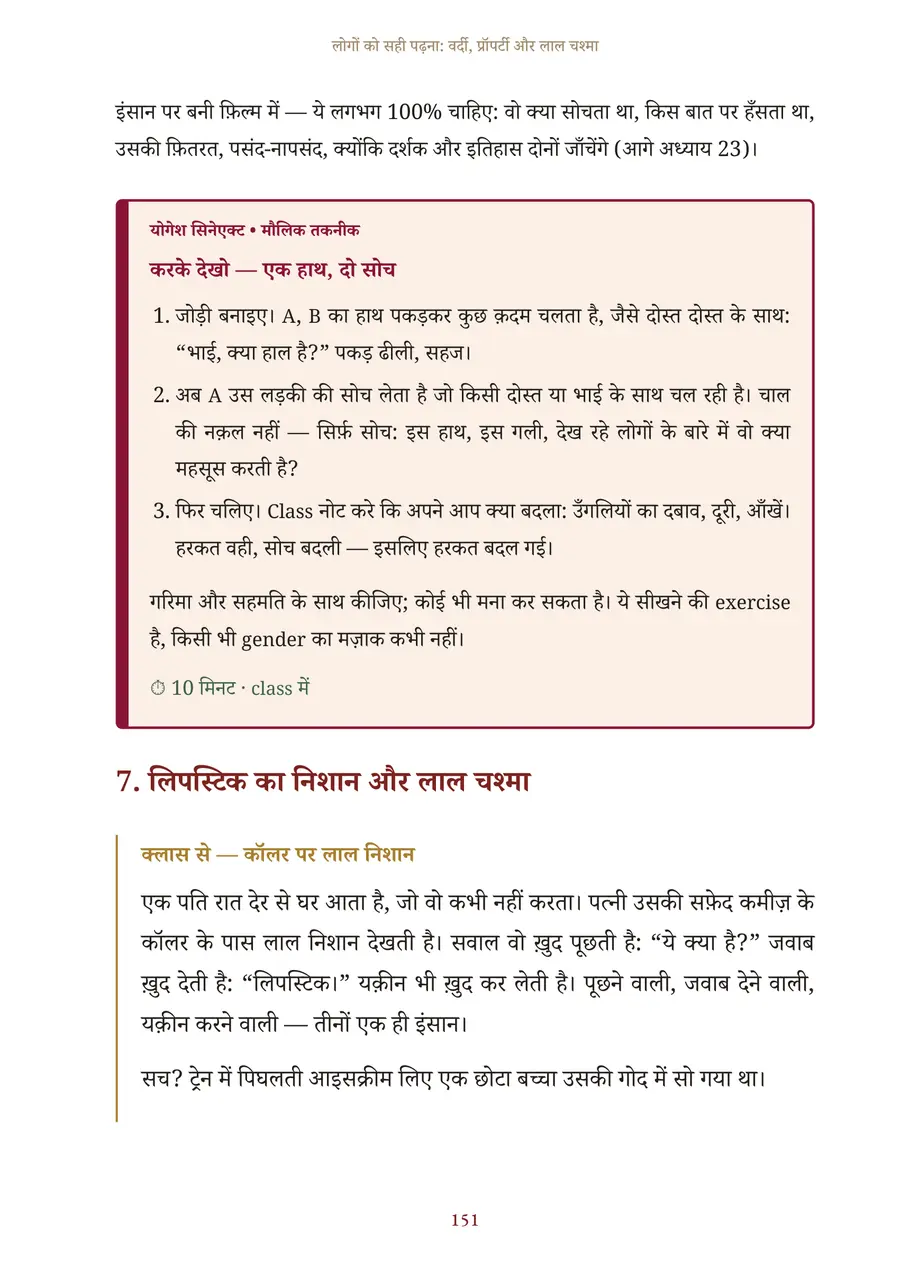 लोगों को सही पढ़ना: वर्दी, प्रॉपर्टी और लाल चश्मा
इंसान पर बनी फ़िल्म में — ये लगभग 100% चाहिए: वो क्या सोचता था, किस बात पर हँसता था,
उसकी फ़ितरत, पसंद-नापसंद, क्योंकि दर्शक और इतिहास दोनों जाँचेंगे (आगे अध्याय 23)।
योगेश सिनेएक्ट • मौलिक तकनीक
करके देखो — एक हाथ, दो सोच
1. जोड़ी बनाइए। A, B का हाथ पकड़कर कुछ क़दम चलता है, जैसे दोस्त दोस्त के साथ:
“भाई, क्या हाल है?” पकड़ ढीली, सहज।
2. अब A उस लड़की की सोच लेता है जो किसी दोस्त या भाई के साथ चल रही है। चाल
की नक़ल नहीं — सिर्फ़ सोच: इस हाथ, इस गली, देख रहे लोगों के बारे में वो क्या
महसूस करती है?
3. फिर चलिए। Class नोट करे कि अपने आप क्या बदला: उँगलियों का दबाव, दूरी, आँखें।
हरकत वही, सोच बदली — इसलिए हरकत बदल गई।
गरिमा और सहमति के साथ कीजिए; कोई भी मना कर सकता है। ये सीखने की exercise
है, किसी भी gender का मज़ाक कभी नहीं।
⏱ 10 मिनट · class में
7. लिपस्टिक का निशान और लाल चश्मा
क्लास से — कॉलर पर लाल निशान
एक पति रात देर से घर आता है, जो वो कभी नहीं करता। पत्नी उसकी सफ़ेद कमीज़ के
कॉलर के पास लाल निशान देखती है। सवाल वो ख़ुद पूछती है: “ये क्या है?” जवाब
ख़ुद देती है: “लिपस्टिक।” यक़ीन भी ख़ुद कर लेती है। पूछने वाली, जवाब देने वाली,
यक़ीन करने वाली — तीनों एक ही इंसान।
सच? ट्रेन में पिघलती आइसक्रीम लिए एक छोटा बच्चा उसकी गोद में सो गया था।
151